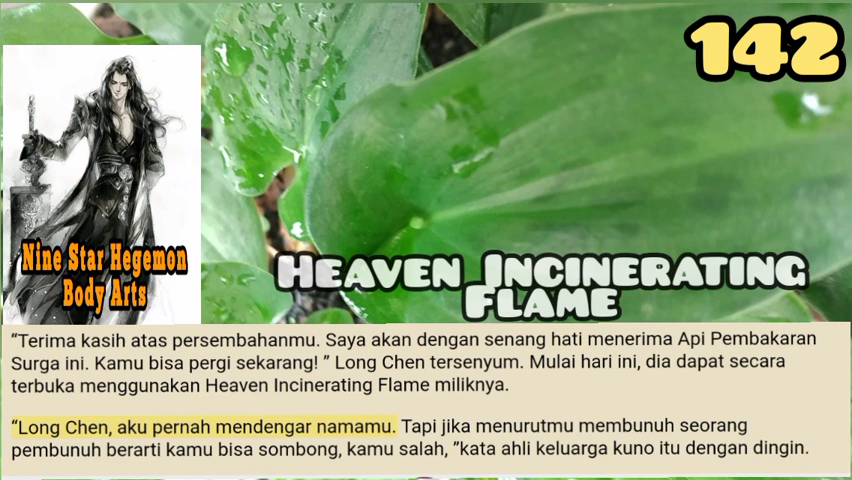 142
Nine Star Hegemon
Body Arts
HEAVEN INCINERATING
FLAME
“Terima kasih atas persembahanmu. Saya akan dengan senang hati menerima Api Pembakaran
Surga ini. Kamu bisa pergi sekarang! ” Long Chen tersenyum. Mulai hari ini, dia dapat secara
terbuka menggunakan Heaven Incinerating Flame miliknya.
“Long Chen, aku pernah mendengar namamu. Tapi jika menurutmu membunuh seorang
pembunuh berarti kamu bisa sombong, kamu salah, ”kata ahli keluarga kuno itu dengan dingin.